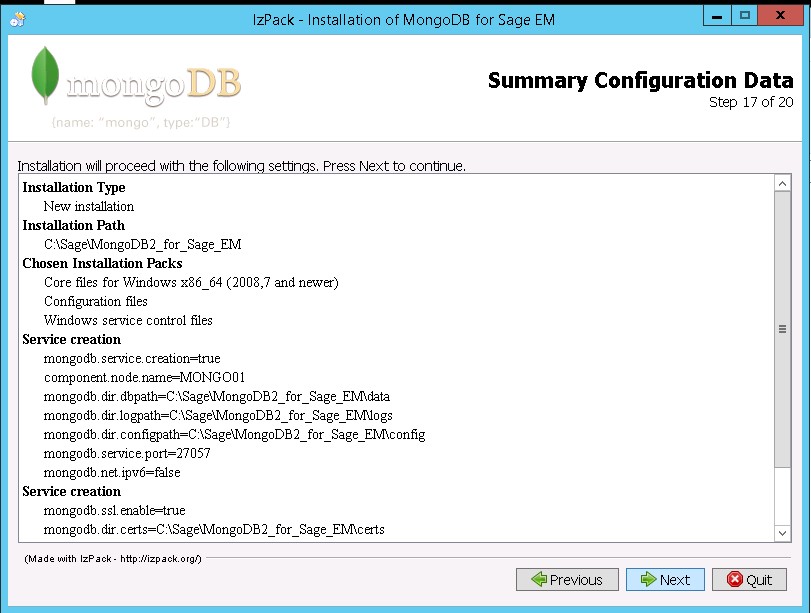 IzPack - Installation of MongoDB for Sage EM
mongoDB
{name: "mongo", type:"DB"}
Summary Configuration Data
Step 17 of 20
Installation will proceed with the following settings. Press Next to continue.
Installation Type
New installation
Installation Path
C:\Sage\MongoDB2_for_Sage_EM
Chosen Installation Packs
Core files for Windows x86_64 (2008,7 and newer)
Configuration files
Windows service control files
Service creation
mongodb.service.creation=true
component.node.name=MONGO01
mongodb.dir.dbpath=C:\Sage\MongoDB2_for_Sage_EM\data
mongodb.dir.logpath=C:\Sage\MongoDB2_for_Sage_EM\logs
mongodb.dir.configpath=C:\Sage\MongoDB2_for_Sage_EM\config
mongodb.service.port=27057
mongodb.net.ipv6=false
Service creation
mongodb.ssl.enable=true
mongodb.dir.certs=C:\Sage\MongoDB2_for_Sage_EM\certs
(Made with IzPack - http://izpack.org/)
Previous
Next
Quit